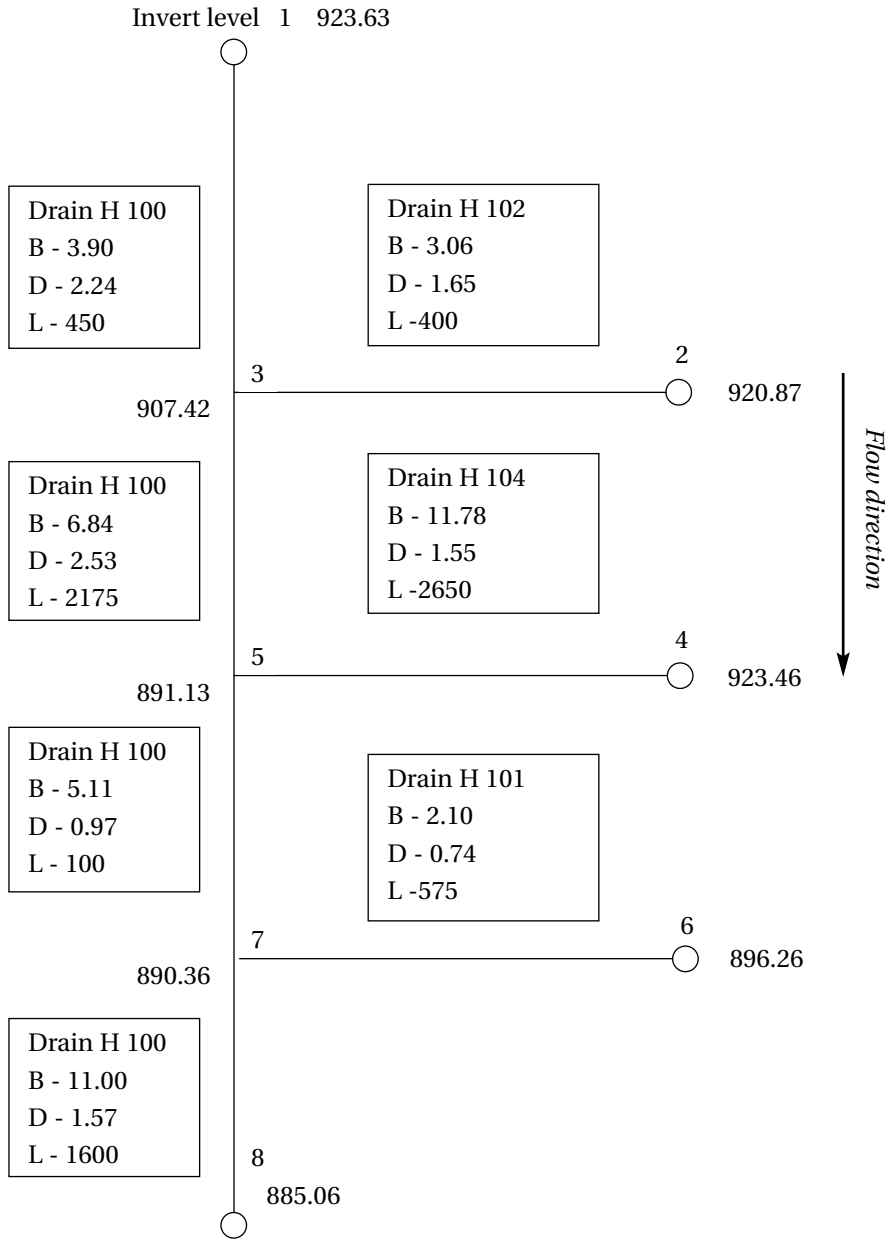 Invert level 1 923.63
Drain H 100
B - 3.90
D - 2.24
L - 450
Drain H 102
B - 3.06
D - 1.65
L -400
2
3
920.87
907.42
Flow direction
Drain H 100
B - 6.84
D - 2.53
L - 2175
Drain H 104
B - 11.78
D - 1.55
L -2650
4
5
923.46
891.13
Drain H 100
B - 5.11
D - 0.97
L - 100
Drain H 101
B - 2.10
D - 0.74
L -575
6
7
896.26
890.36
Drain H 100
B - 11.00
D - 1.57
L - 1600
8
885.06